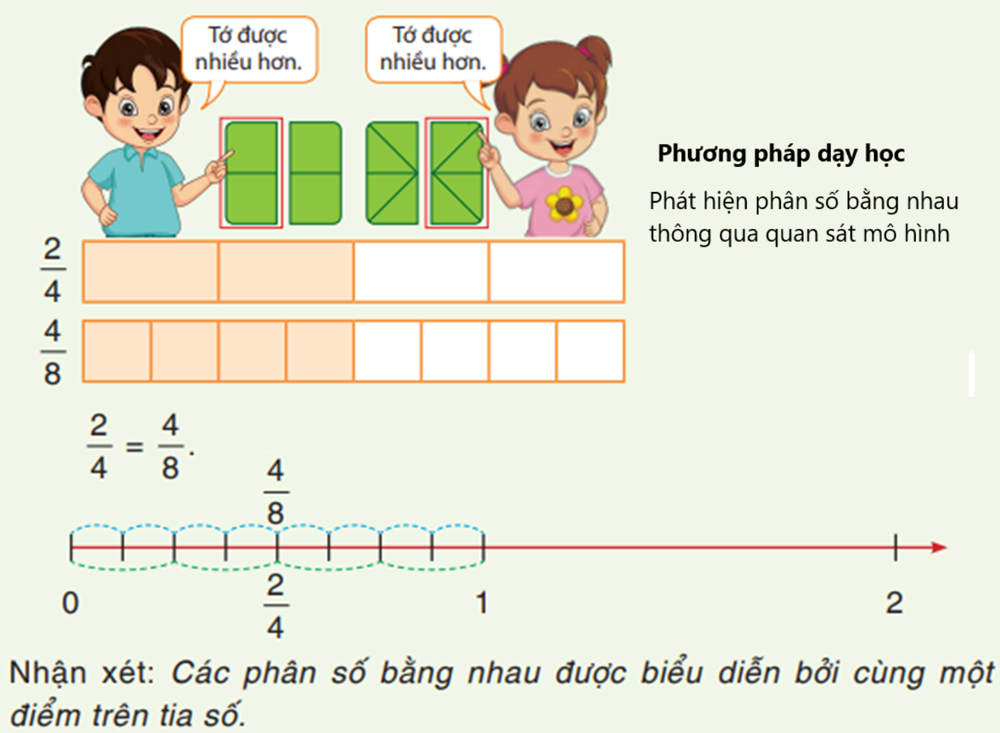 Tớ được
nhiều hơn.
Tớ được
nhiều hơn.
Phương pháp dạy học
Phát hiện phân số bằng nhau
thông qua quan sát mô hình
2
4
4
8
2
4
=
4
8
.
4
8
0
2
4
1
2
Nhận xét: Các phân số bằng nhau được biểu diễn bởi cùng một
điểm trên tia số.